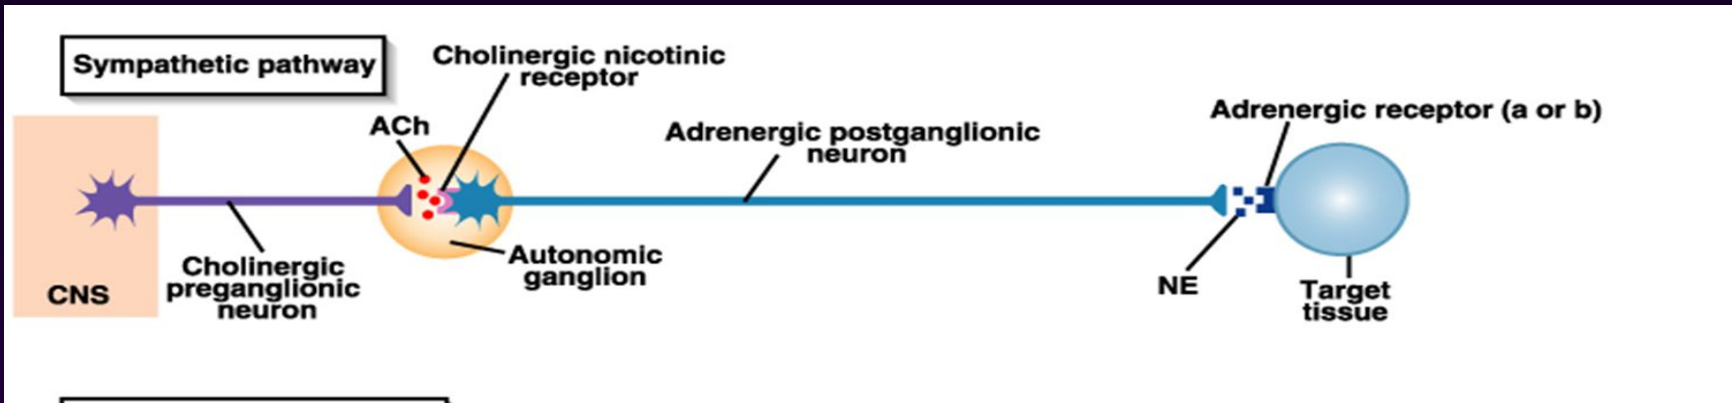 Sympathetic pathway
Cholinergic nicotinic
receptor
ACh
Adrenergic postganglionic
neuron
Adrenergic receptor (a or b)
CNS
Cholinergic
preganglionic
neuron
Autonomic
ganglion
NE
Target
tissue